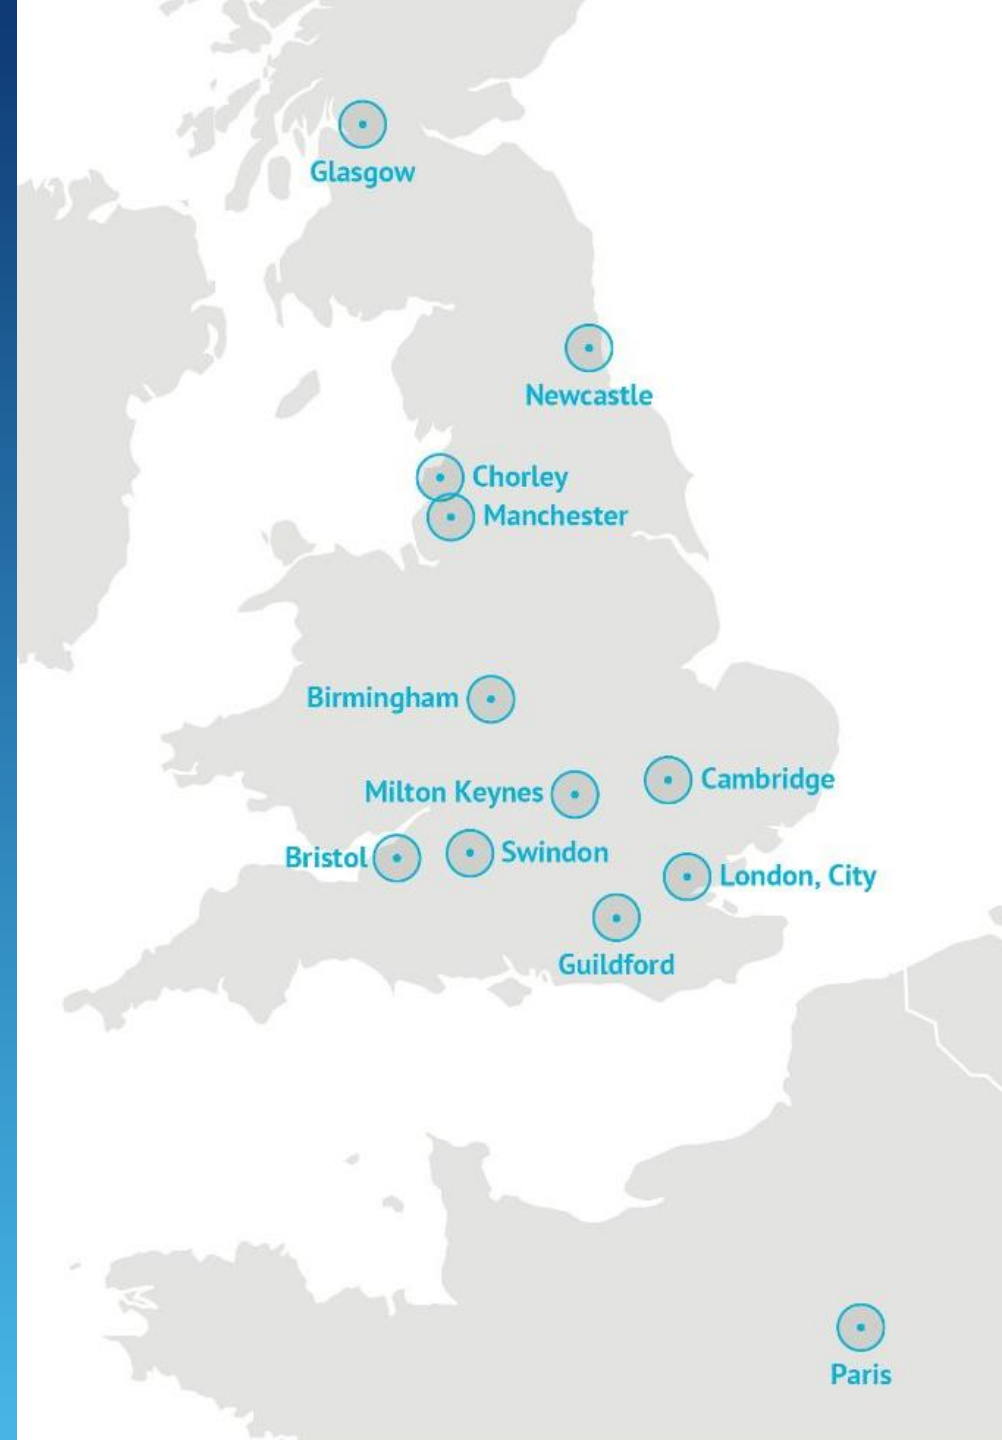 Glasgow
Newcastle
Chorley
Manchester
Birmingham
Milton Keynes
Cambridge
Bristol
Swindon
London, City
Guildford
Paris